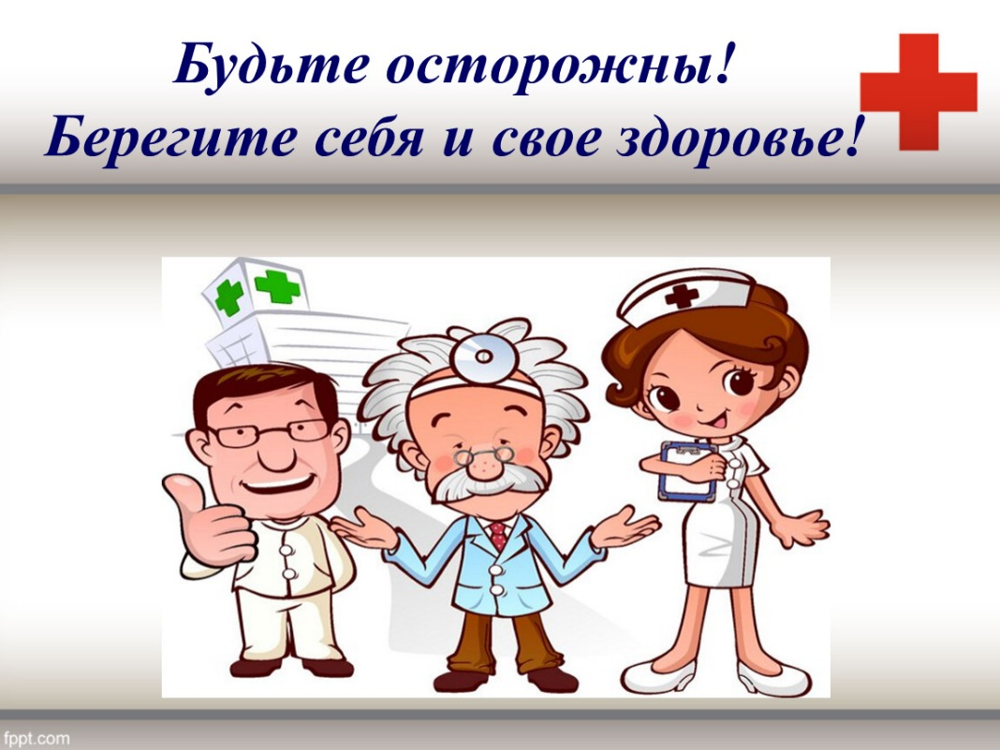 Будьте осторожны!
Берегите себя и свое здоровье!
fppt.com